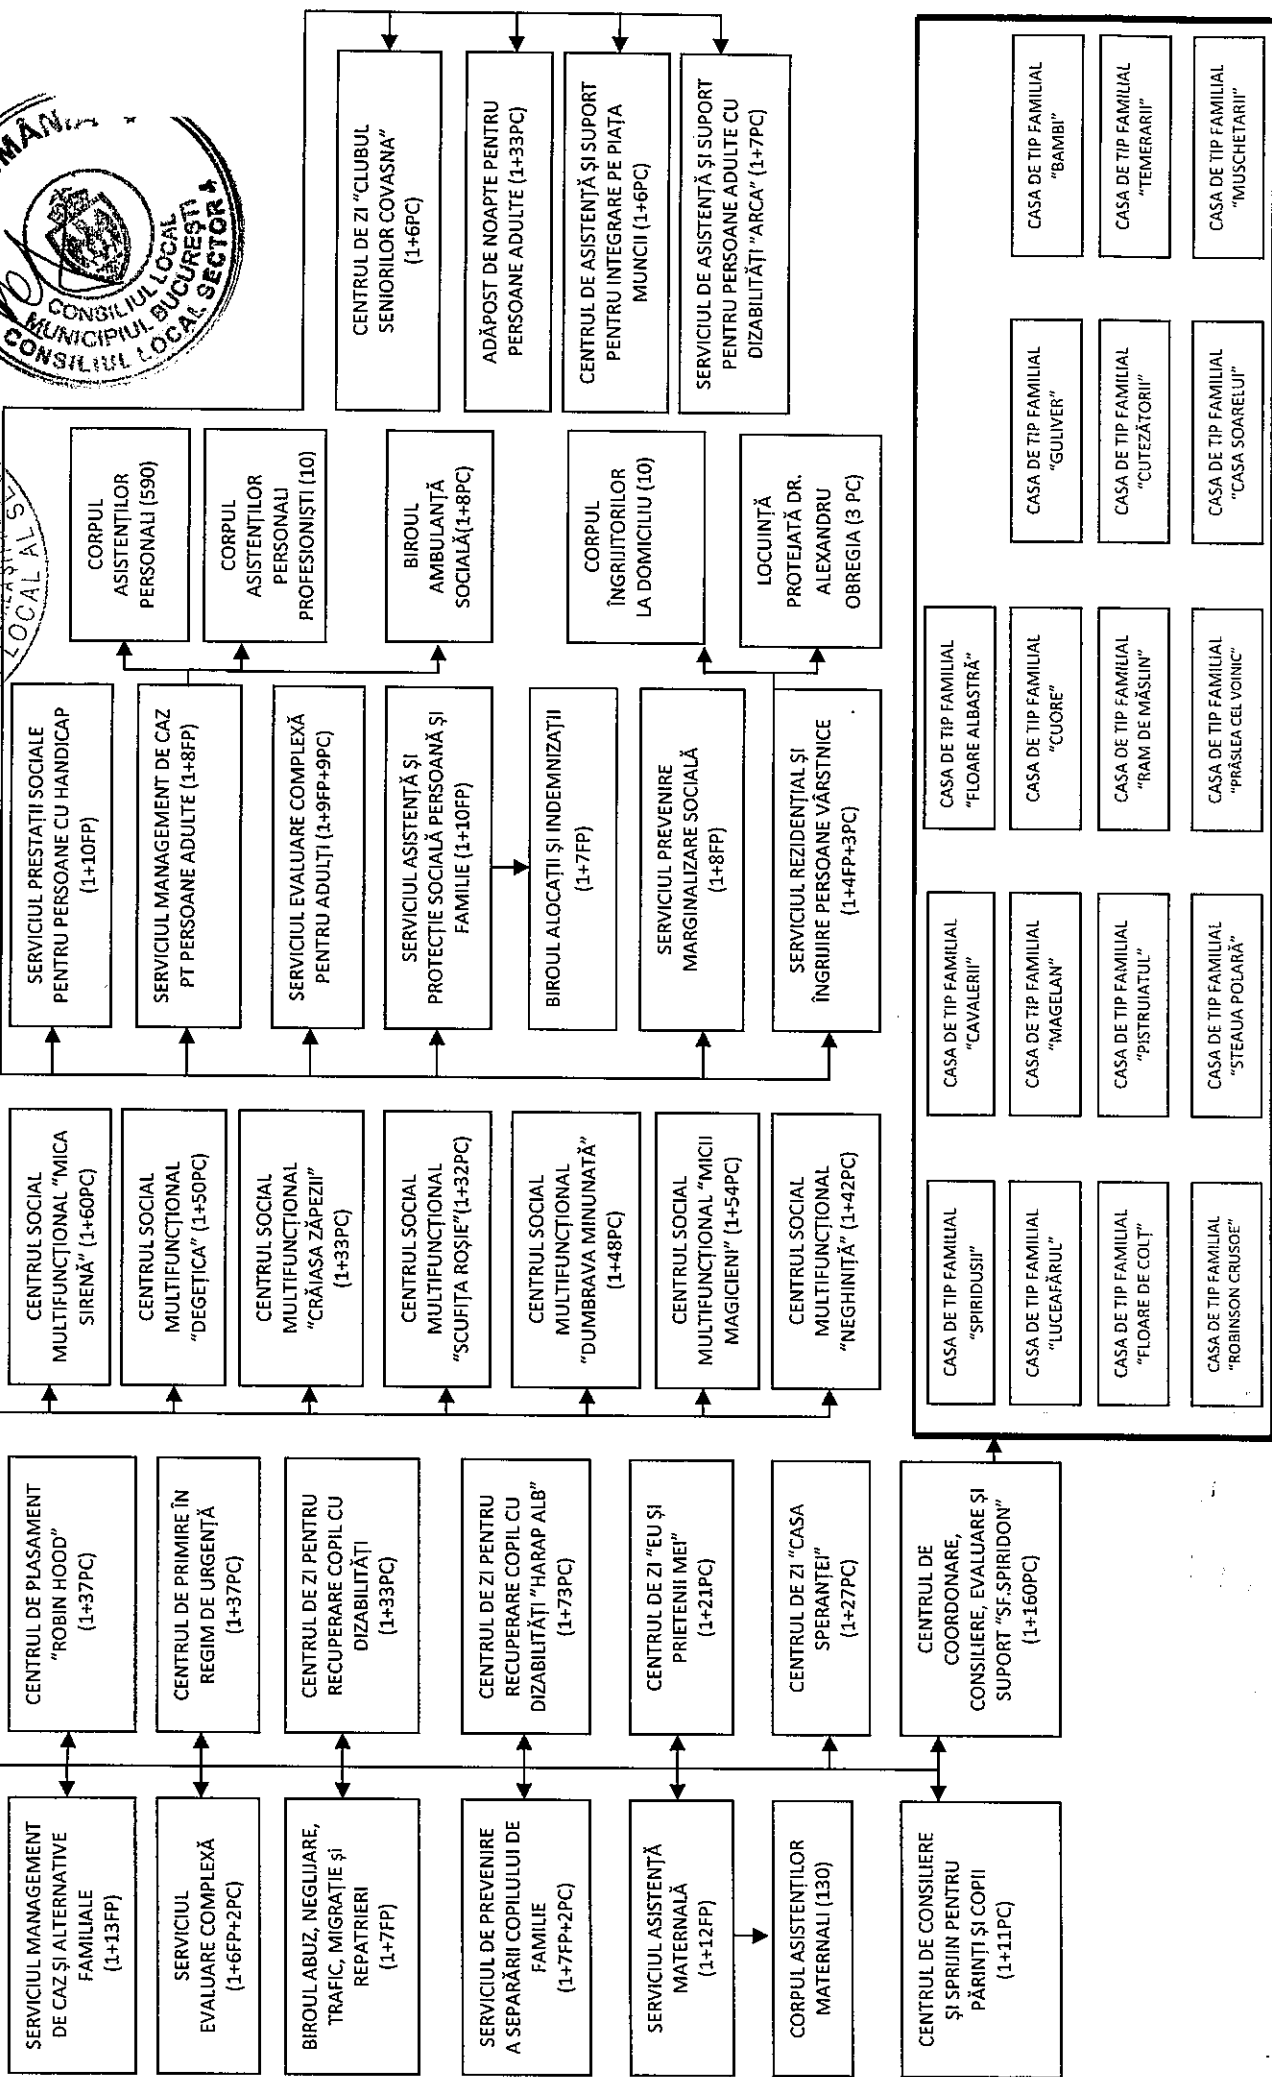 SERVICIUL MANAGEMENT
DE CAZ ȘI ALTERNATIVE
FAMILIALE
(1+13FP)
SERVICIUL
EVALUARE COMPLEXĂ
(1+6FP+2PC)
BIROUL ABUZ, NEGLIJARE,
TRAFIC, MIGRAȚIE și
REPATRIERI
(1+7FP)
SERVICIUL DE PREVENIRE
A SEPARĂRII COPILULUI DE
FAMILIE
(1+7FP+2PC)
SERVICIUL ASISTENȚĂ
MATERNALĂ
(1+12FP)
CORPUL ASISTENȚILOR
MATERNALI (130)
CENTRUL DE CONSILIERE
ȘI SPRIJIN PENTRU
PĂRINȚI ȘI COPII
(1+11PC)
CENTRUL DE PLASAMENT
"ROBIN HOOD"
(1+37PC)
CENTRUL DE PRIMIRE ÎN
REGIM DE URGENȚĂ
(1+37PC)
CENTRUL DE ZI PENTRU
RECUPERARE COPIL CU
DIZABILITĂȚI
(1+33PC)
CENTRUL DE ZI PENTRU
RECUPERARE COPIL CU
DIZABILITĂȚI "HARAP ALB"
(1+73PC)
CENTRUL DE ZI "EU ȘI
PRIETENII MEI"
(1+21PC)
CENTRUL DE ZI "CASA
SPERANȚEI"
(1+27PC)
CENTRUL DE
COORDONARE,
CONSILIERE, EVALUARE ȘI
SUPORT "SF.SPIRIDON"
(1+160PC)
CENTRUL SOCIAL
MULTIFUNCȚIONAL "MICA
SIRENĂ" (1+60PC)
CENTRUL SOCIAL
MULTIFUNCȚIONAL
"DEGEȚICA" (1+50PC)
CENTRUL SOCIAL
MULTIFUNCȚIONAL
"CRĂIASA ZĂPEZII"
(1+33PC)
CENTRUL SOCIAL
MULTIFUNCȚIONAL
"SCUFIȚA ROȘIE"(1+32PC)
CENTRUL SOCIAL
MULTIFUNCȚIONAL
"DUMBRAVA MINUNATĂ"
(1+48PC)
CENTRUL SOCIAL
MULTIFUNCȚIONAL "MICII
MAGICIENI" (1+54PC)
CENTRUL SOCIAL
MULTIFUNCȚIONAL
"NEGHINIȚĂ" (1+42PC)
SERVICIUL PRESTAȚII SOCIALE
PENTRU PERSOANE CU HANDICAP
(1+10FP)
SERVICIUL MANAGEMENT DE CAZ
PT PERSOANE ADULTE (1+8FP)
SERVICIUL EVALUARE COMPLEXĂ
PENTRU ADULȚI (1+9FP+9PC)
SERVICIUL ASISTENȚĂ ȘI
PROTECȚIE SOCIALĂ PERSOANĂ ȘI
FAMILIE (1+10FP)
BIROUL ALOCAȚII ȘI INDEMNIZAȚII
(1+7FP)
SERVICIUL PREVENIRE
MARGINALIZARE SOCIALĂ
(1+8FP)
SERVICIUL REZIDENȚIAL ȘI
ÎNGRIJIRE PERSOANE VÂRSTNICE
(1+4FP+3PC)
CORPUL
ASISTENȚILOR
PERSONALI (590)
CORPUL
ASISTENȚILOR
PERSONALI
PROFESIONIȘTI (10)
BIROUL
AMBULANȚĂ
SOCIALĂ(1+8PC)
CORPUL
ÎNGRIJITORILOR
LA DOMICILIU (10)
LOCUINȚĂ
PROTEJATĂ DR.
ALEXANDRU
OBREGIA (3 PC)
CENTRUL DE ZI "CLUBUL
SENIORILOR COVASNA"
(1+6PC)
ADĂPOST DE NOAPTE PENTRU
PERSOANE ADULTE (1+33PC)
CENTRUL DE ASISTENȚĂ ȘI SUPORT
PENTRU INTEGRARE PE PIAȚA
MUNCII (1+6PC)
SERVICIUL DE ASISTENȚĂ ȘI SUPORT
PENTRU PERSOANE ADULTE CU
DIZABILITĂȚI "ARCA" (1+7PC)
CASA DE TIP FAMILIAL
"SPIRIDUSII"
CASA DE TIP FAMILIAL
"CAVALERII"
CASA DE TIP FAMILIAL
"FLOARE ALBASTRĂ"
CASA DE TIP FAMILIAL
"LUCEAFĂRUL"
CASA DE TIP FAMILIAL
"MAGELAN"
CASA DE TIP FAMILIAL
"CUORE"
CASA DE TIP FAMILIAL
"GULIVER"
CASA DE TIP FAMILIAL
"BAMBI"
CASA DE TIP FAMILIAL
"FLOARE DE COLȚ"
CASA DE TIP FAMILIAL
"PISTRUIATUL"
CASA DE TIP FAMILIAL
"RAM DE MĂSLIN"
CASA DE TIP FAMILIAL
"CUTEZĂTORII"
CASA DE TIP FAMILIAL
"TEMERARII"
CASA DE TIP FAMILIAL
"ROBINSON CRUSOE"
CASA DE TIP FAMILIAL
"STEAUA POLARĂ"
CASA DE TIP FAMILIAL
"PRÂSLEA CEL VOINIC"
CASA DE TIP FAMILIAL
"CASA SOARELUI"
CASA DE TIP FAMILIAL
"MUSCHETARII"
CONSILIUL LOCAL
MUNICIPIUL BUCUREȘTI
CONSILIUL LOCAL SECTOR 4
LOCAL AL